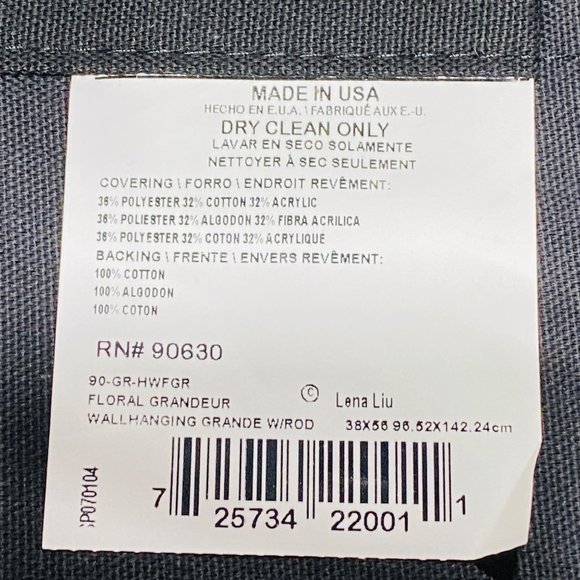 MADE IN USA
HECHO EN E.U.A. \ FABRIQUÉ AUX E.-U.
DRY CLEAN ONLY
LAVAR EN SECO SOLAMENTE
NETTOYER À SEC SEULEMENT
COVERING \ FORRO \ ENDROIT REVÊMENT:
36% POLYESTER 32% COTTON 32% ACRYLIC
36% POLIESTER 32% ALGODON 32% FIBRA ACRILICA
36% POLYESTER 32% COTON 32% ACRYLIQUE
BACKING \ FRENTE \ ENVERS REVÊMENT:
100% COTTON
100% ALGODON
100% COTON
RN# 90630
90-GR-HWFGR
FLORAL GRANDEUR © Lena Liu
WALLHANGING GRANDE W/ROD 38X56 96.52X142.24cm
SP070104
7 25734 22001 1